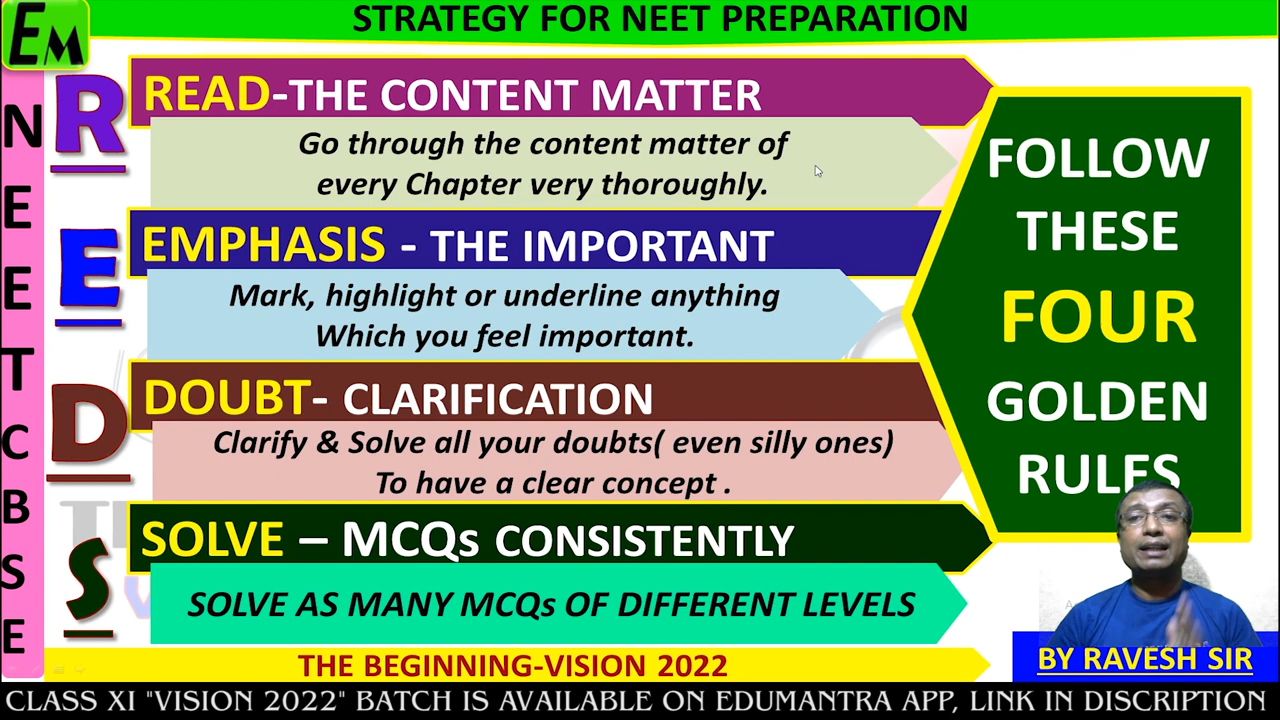 Em
STRATEGY FOR NEET PREPARATION
NEET CBSE
R
READ-THE CONTENT MATTER
Go through the content matter of
every Chapter very thoroughly.
E
EMPHASIS - THE IMPORTANT
Mark, highlight or underline anything
Which you feel important.
D
DOUBT- CLARIFICATION
Clarify & Solve all your doubts( even silly ones)
To have a clear concept .
S
SOLVE – MCQs CONSISTENTLY
SOLVE AS MANY MCQs OF DIFFERENT LEVELS
FOLLOW
THESE
FOUR
GOLDEN
RULES
THE BEGINNING-VISION 2022
BY RAVESH SIR
CLASS XI "VISION 2022" BATCH IS AVAILABLE ON EDUMANTRA APP, LINK IN DISCRIPTION